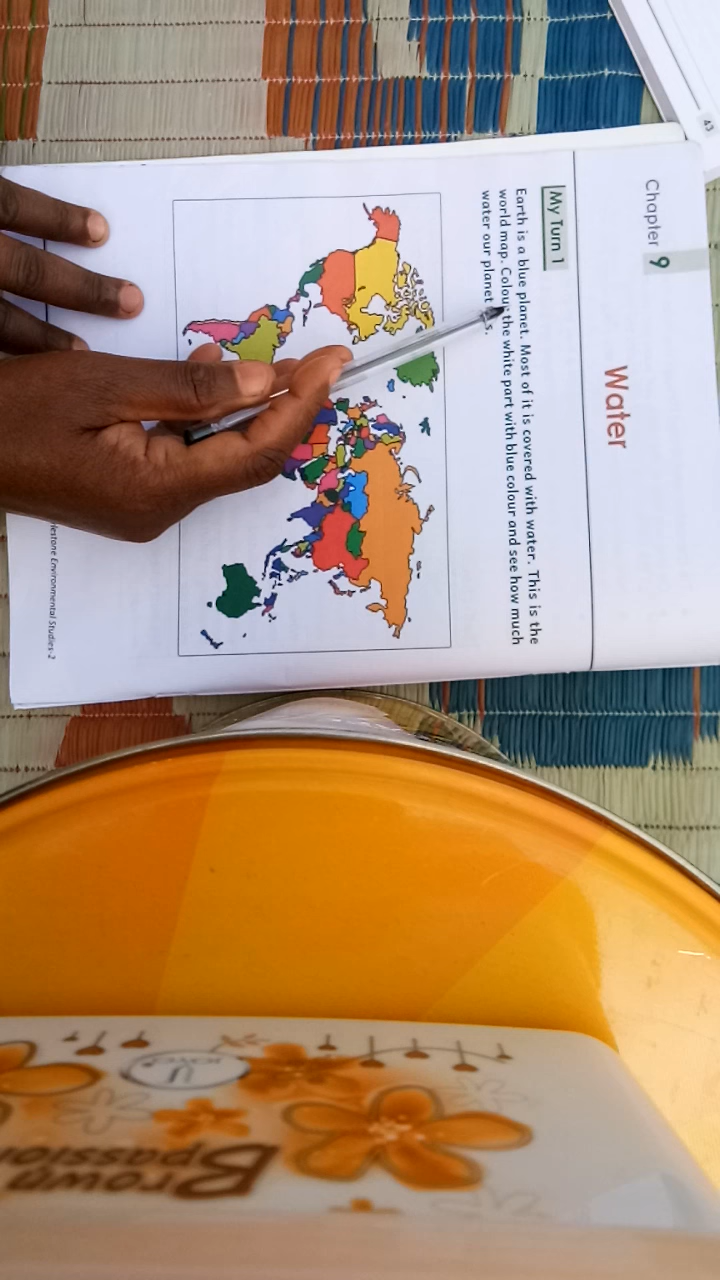 Chapter 9
Water
My Turn 1
Earth is a blue planet. Most of it is covered with water. This is the
world map. Colour the white part with blue colour and see how much
water our planet has.
lestone Environmental Studies-2
43
Brown
passion